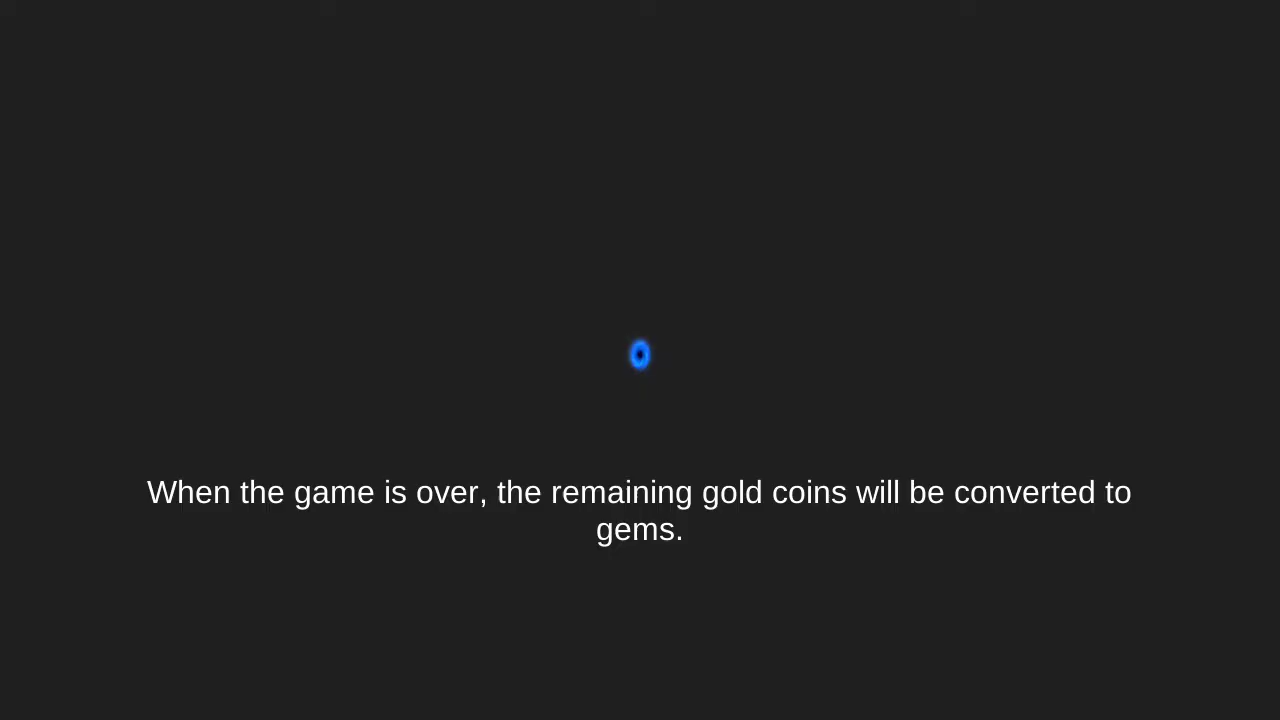 When the game is over, the remaining gold coins will be converted to
gems.